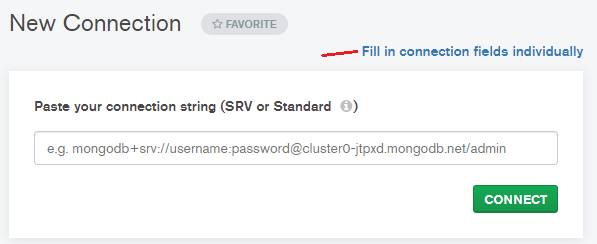 New Connection ☆ FAVORITE
Fill in connection fields individually
Paste your connection string (SRV or Standard i)
e.g. mongodb+srv://username:password@cluster0-jtpxd.mongodb.net/admin
CONNECT